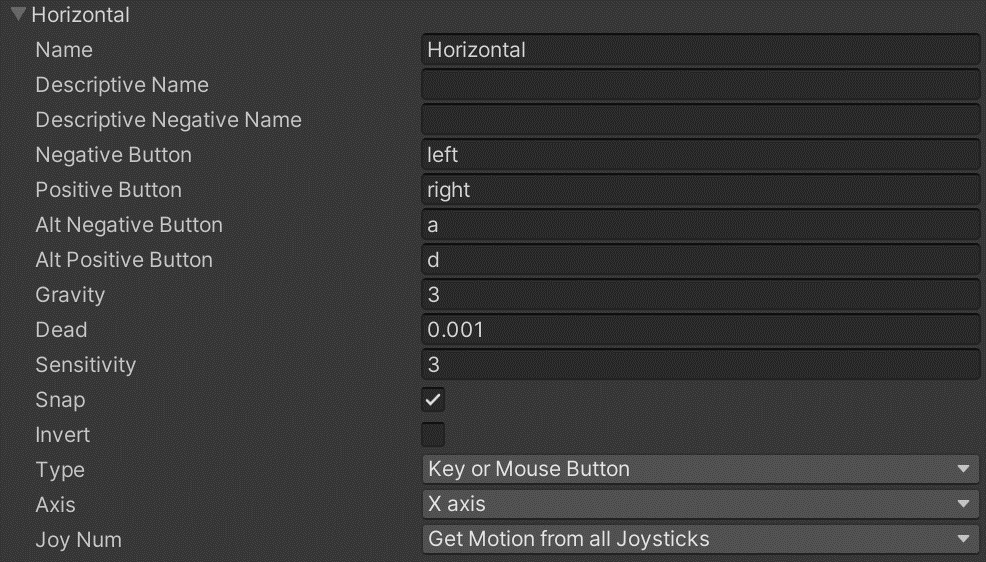 Horizontal
Name Horizontal
Descriptive Name
Descriptive Negative Name
Negative Button left
Positive Button right
Alt Negative Button a
Alt Positive Button d
Gravity 3
Dead 0.001
Sensitivity 3
Snap
Invert
Type Key or Mouse Button
Axis X axis
Joy Num Get Motion from all Joysticks